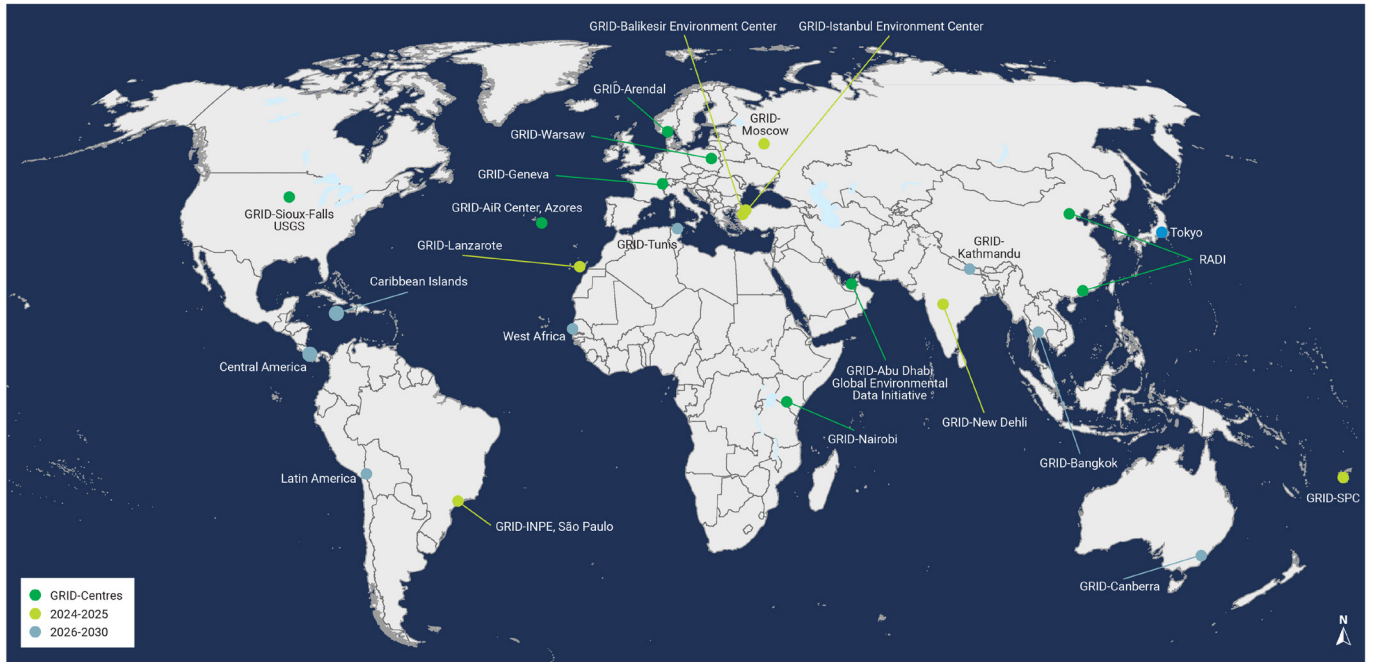 GRID-Balikesir Environment Center
GRID-Istanbul Environment Center
GRID-Arendal
GRID-
Moscow
GRID-Warsaw
GRID-Geneva
GRID-AiR Center, Azores
GRID-Sioux-Falls
USGS
GRID-Lanzarote
GRID-Tunis
GRID-
Kathmandu
Tokyo
RADI
Caribbean Islands
West Africa
Central America
GRID-Abu Dhabi
Global Environmental
Data Initiative
GRID-New Dehli
GRID-Nairobi
GRID-Bangkok
Latin America
GRID-SPC
GRID-INPE, São Paulo
GRID-Canberra
GRID-Centres
2024-2025
2026-2030
N